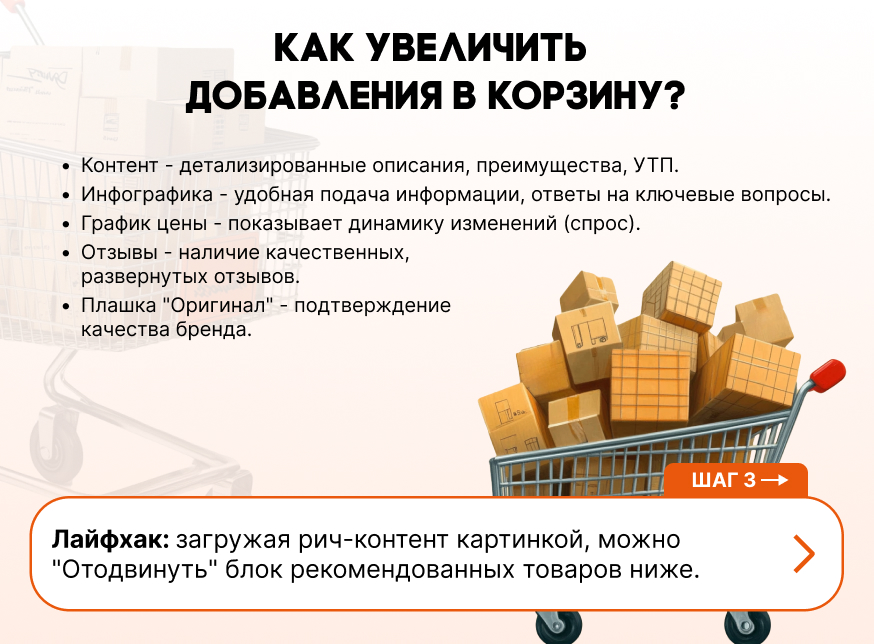 КАК УВЕЛИЧИТЬ
ДОБАВЛЕНИЯ В КОРЗИНУ?
• Контент - детализированные описания, преимущества, УТП.
• Инфографика - удобная подача информации, ответы на ключевые вопросы.
• График цены - показывает динамику изменений (спрос).
• Отзывы - наличие качественных,
развернутых отзывов.
• Плашка "Оригинал" - подтверждение
качества бренда.
ШАГ 3
Лайфхак: загружая рич-контент картинкой, можно
"Отодвинуть" блок рекомендованных товаров ниже.